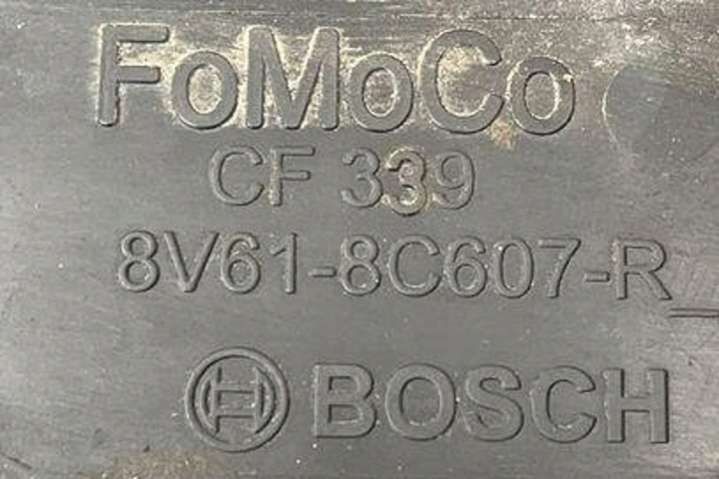 FoMoCo
CF 339
8V61-8C607-R
BOSCH